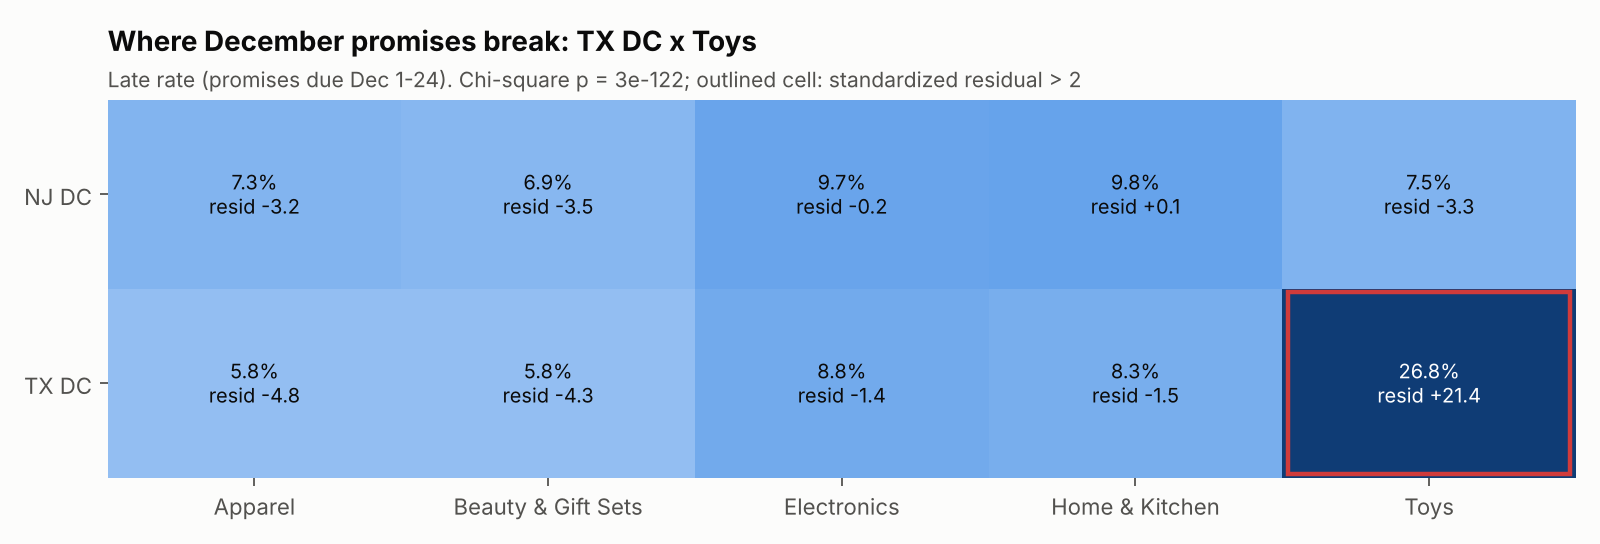 Where December promises break: TX DC x Toys
Late rate (promises due Dec 1-24). Chi-square p = 3e-122; outlined cell: standardized residual > 2
NJ DC
7.3%
resid -3.2
6.9%
resid -3.5
9.7%
resid -0.2
9.8%
resid +0.1
7.5%
resid -3.3
TX DC
5.8%
resid -4.8
5.8%
resid -4.3
8.8%
resid -1.4
8.3%
resid -1.5
26.8%
resid +21.4
Apparel
Beauty & Gift Sets
Electronics
Home & Kitchen
Toys